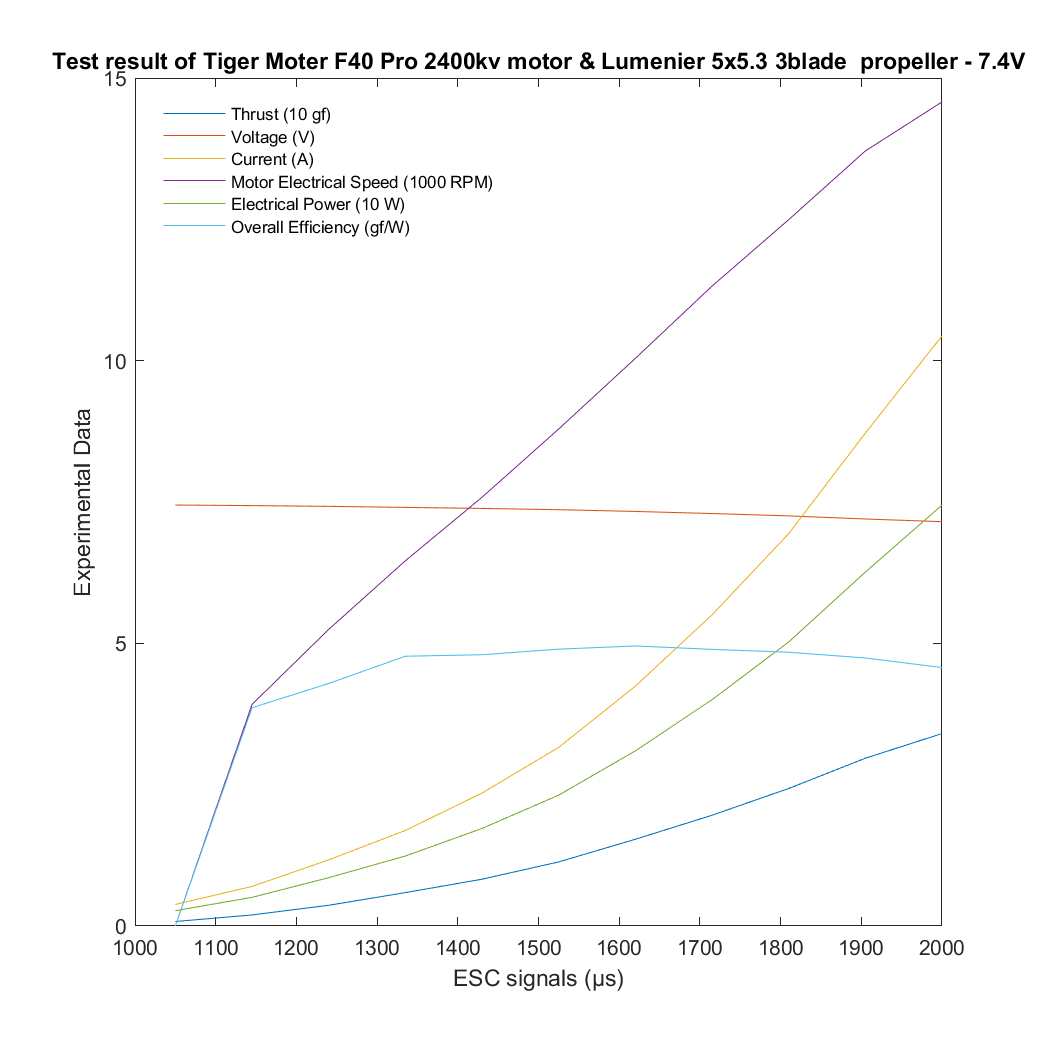 Test result of Tiger Moter F40 Pro 2400kv motor & Lumenier 5x5.3 3blade  propeller - 7.4V
15
Thrust (10 gf)
Voltage (V)
Current (A)
Motor Electrical Speed (1000 RPM)
Electrical Power (10 W)
Overall Efficiency (gf/W)
10
Experimental Data
5
0
1000 1100 1200 1300 1400 1500 1600 1700 1800 1900 2000
ESC signals (µs)